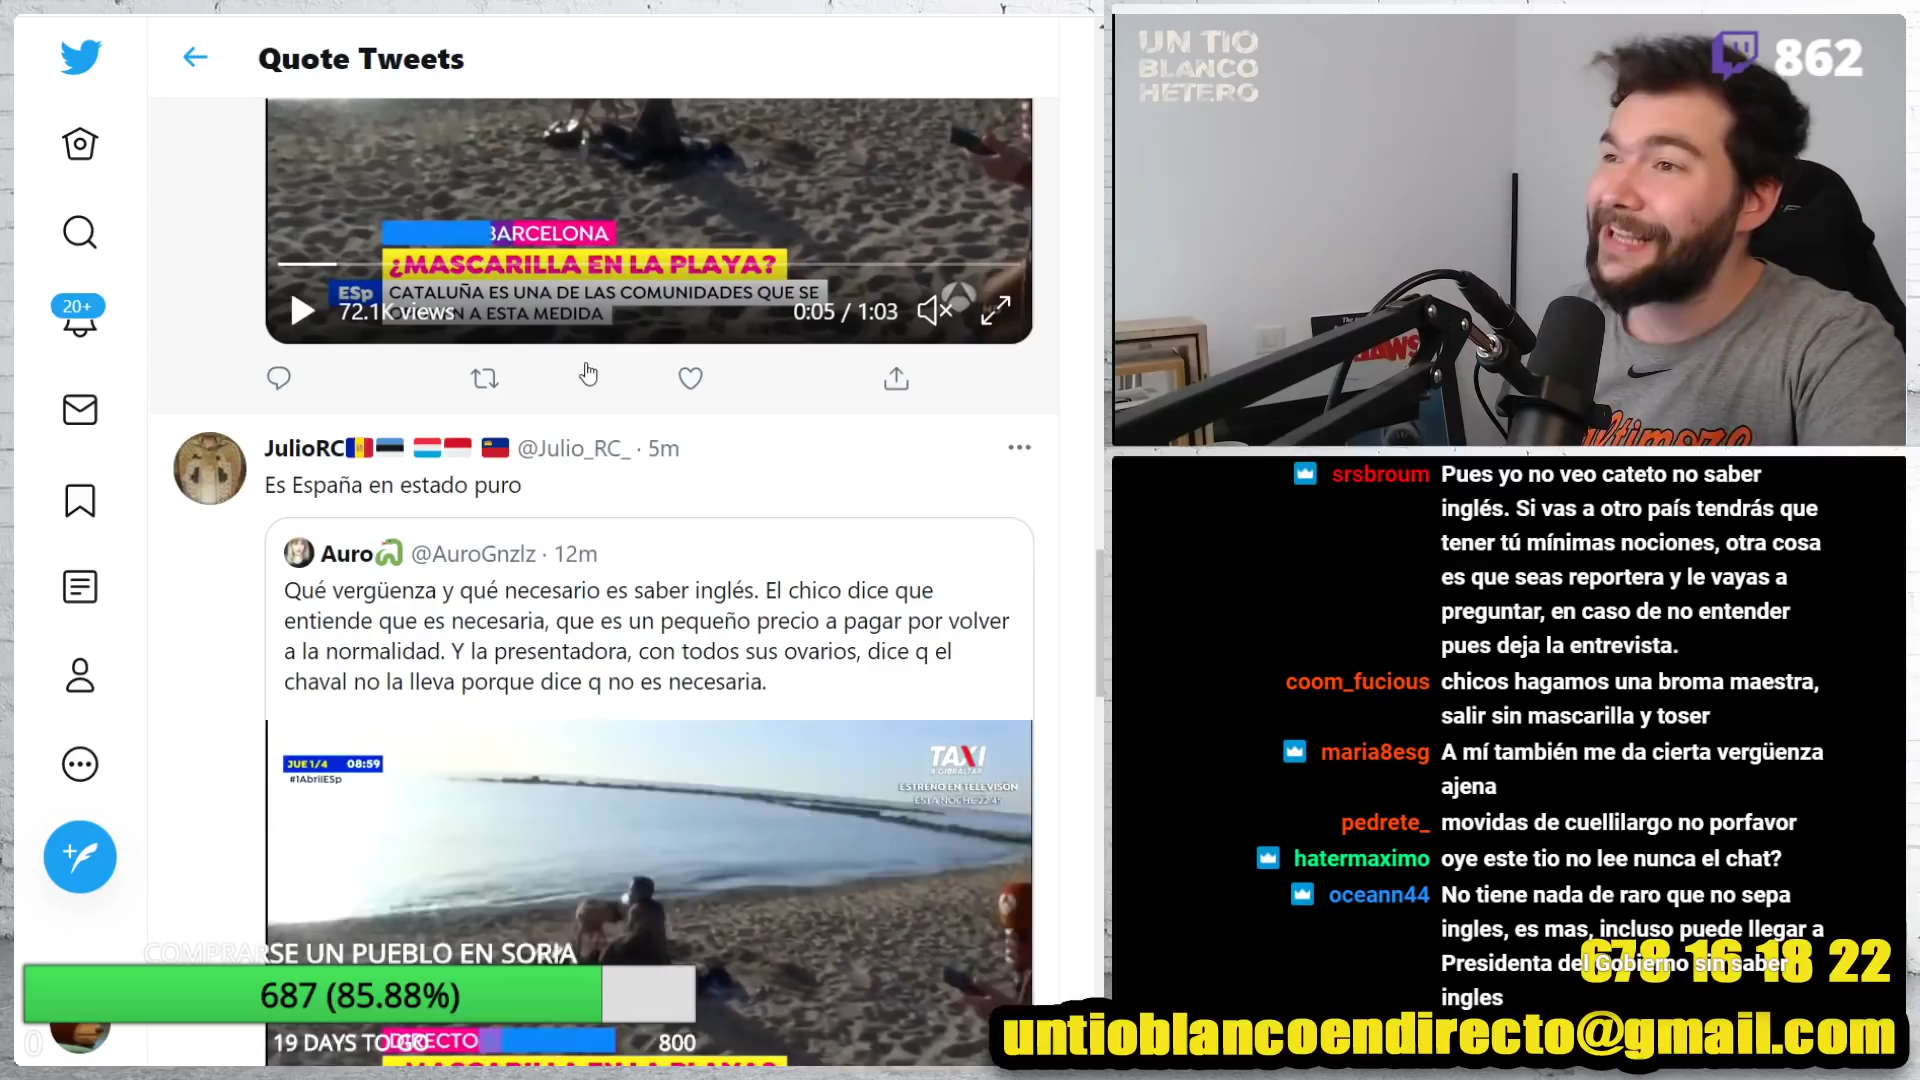 Quote Tweets
BARCELONA
¿MASCARILLA EN LA PLAYA?
ESp
CATALUÑA ES UNA DE LAS COMUNIDADES QUE SE
N A ESTA MEDIDA
72.1K views
0:05 / 1:03
20+
JulioRC @Julio_RC_ · 5m
Es España en estado puro
Auro @AuroGnzlz · 12m
Qué vergüenza y qué necesario es saber inglés. El chico dice que
entiende que es necesaria, que es un pequeño precio a pagar por volver
a la normalidad. Y la presentadora, con todos sus ovarios, dice q el
chaval no la lleva porque dice q no es necesaria.
JUE 1/4 08:59
#1AbrilESp
TAXI
A GIBRALTAR
ESTRENO EN TELEVISIÓN
ESTA NOCHE 22:45
COMPRARSE UN PUEBLO EN SORIA
687 (85.88%)
0
19 DAYS TO GO
DIRECTO
800
¿MASCARILLA EN LA PLAYA?
UN TIO
BLANCO
HETERO
862
srsbroum Pues yo no veo cateto no saber
inglés. Si vas a otro país tendrás que
tener tú mínimas nociones, otra cosa
es que seas reportera y le vayas a
preguntar, en caso de no entender
pues deja la entrevista.
coom_fucious chicos hagamos una broma maestra,
salir sin mascarilla y toser
maria8esg A mí también me da cierta vergüenza
ajena
pedrete_ movidas de cuellilargo no porfavor
hatermaximo oye este tio no lee nunca el chat?
oceann44 No tiene nada de raro que no sepa
ingles, es mas, incluso puede llegar a
Presidenta del Gobierno sin saber
ingles
678 16 18 22
untioblancoendirecto@gmail.com